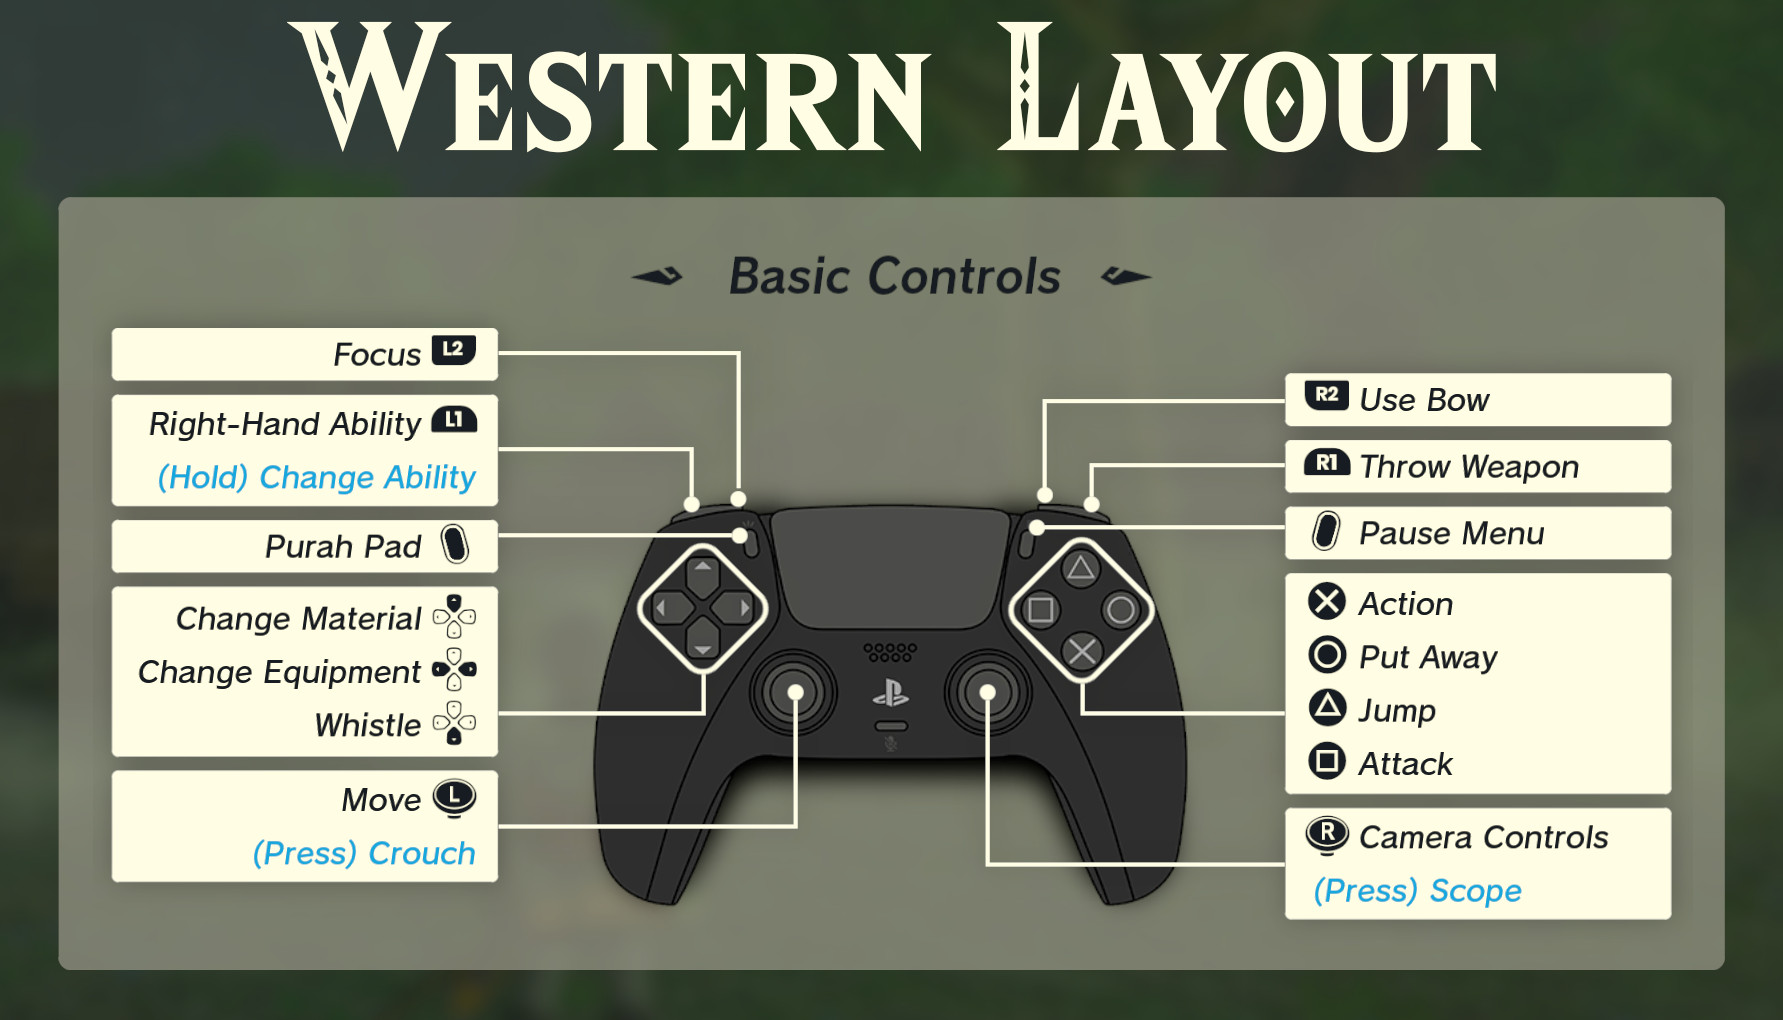 Western Layout
Basic Controls
Focus L2
Right-Hand Ability L1
(Hold) Change Ability
Purah Pad
Change Material
Change Equipment
Whistle
Move L
(Press) Crouch
R2 Use Bow
R1 Throw Weapon
Pause Menu
Action
Put Away
Jump
Attack
R Camera Controls
(Press) Scope